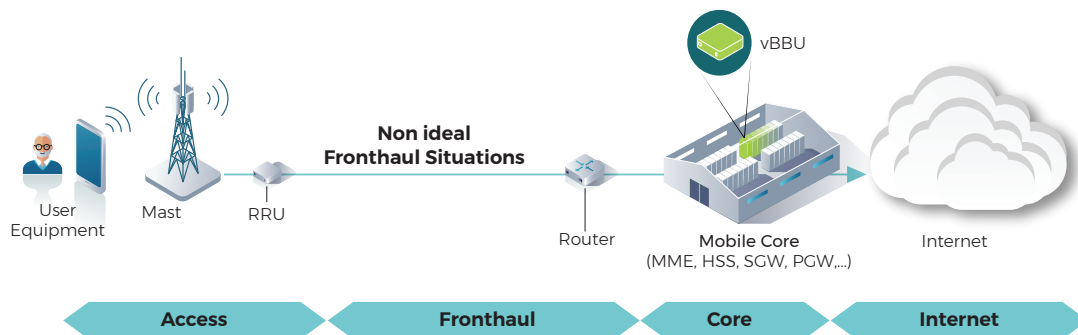 vBBU
Non ideal
Fronthaul Situations
User
Equipment
Mast
RRU
Router
Mobile Core
(MME, HSS, SGW, PGW,...)
Internet
Access
Fronthaul
Core
Internet